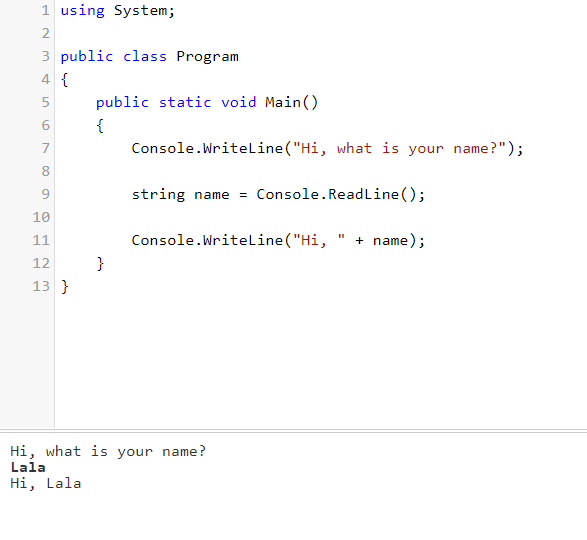 1 using System;
2
3 public class Program
4 {
5     public static void Main()
6     {
7         Console.WriteLine("Hi, what is your name?");
8
9         string name = Console.ReadLine();
10
11         Console.WriteLine("Hi, " + name);
12     }
13 }
Hi, what is your name?
Lala
Hi, Lala